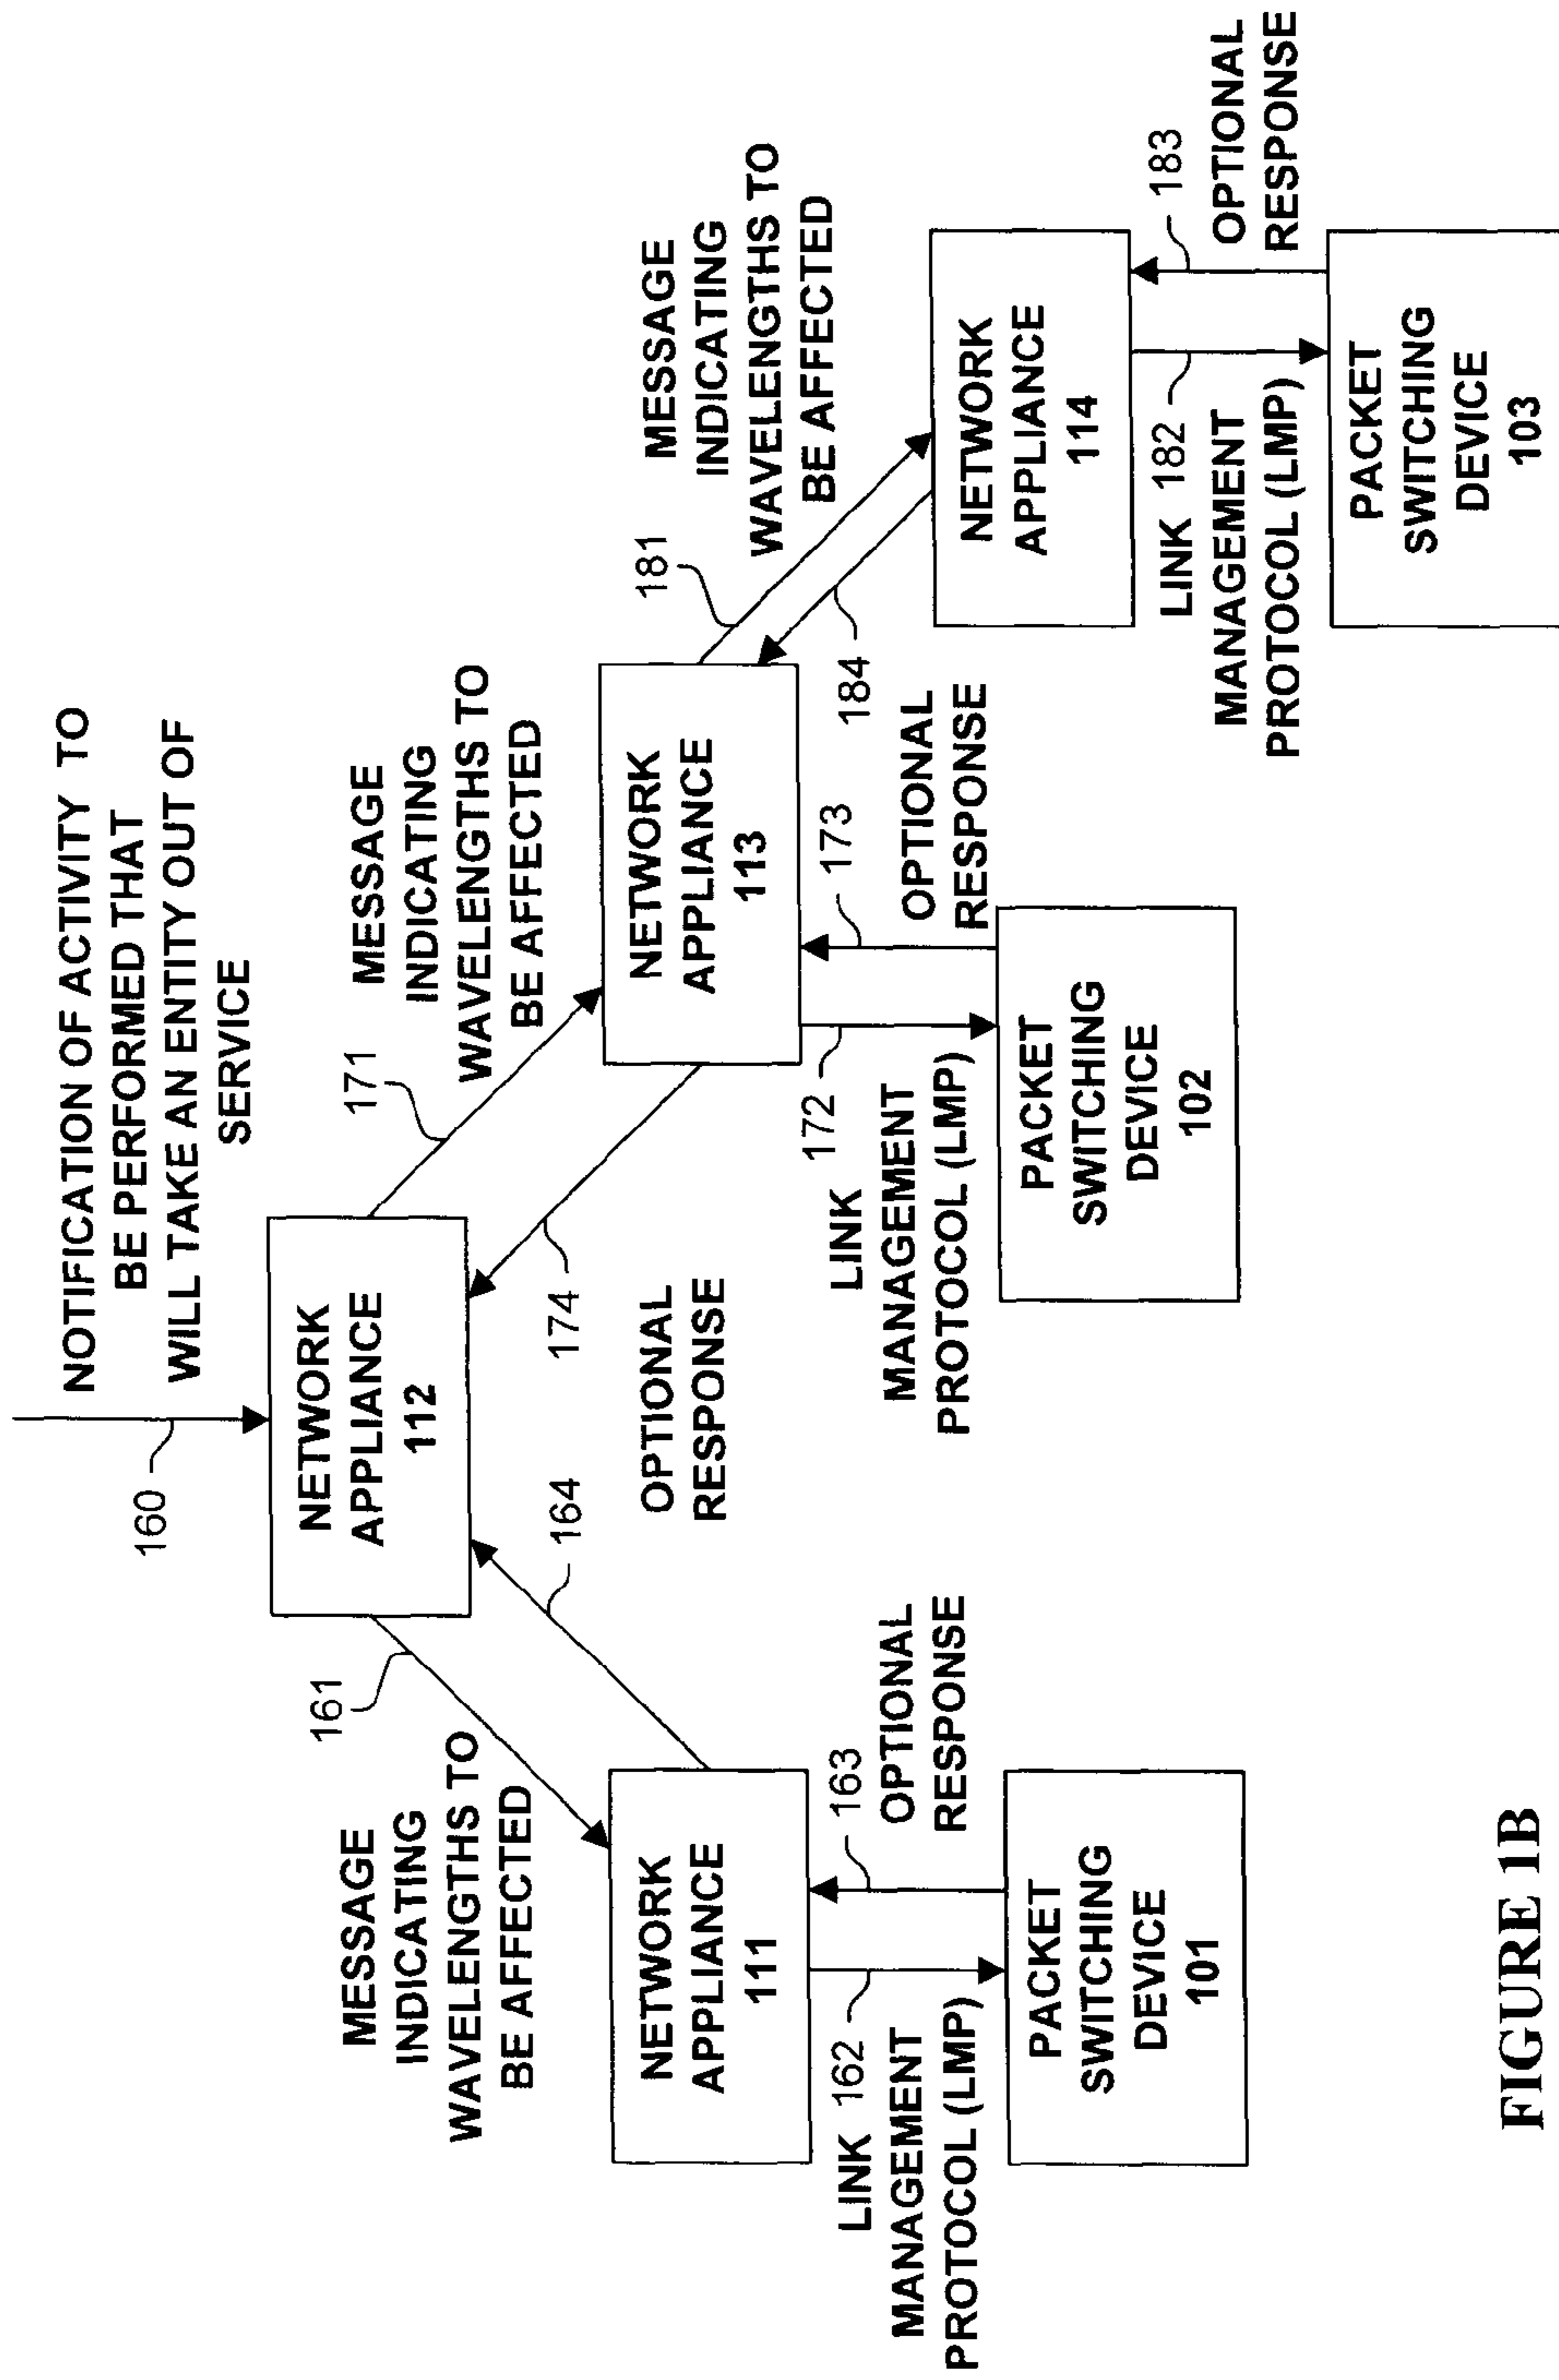 NOTIFICATION OF ACTIVITY TO
BE PERFORMED THAT
WILL TAKE AN ENTITY OUT OF
SERVICE
160
NETWORK
APPLIANCE
112
161
MESSAGE
INDICATING
WAVELENGTHS TO
BE AFFECTED
164
171
MESSAGE
INDICATING
WAVELENGTHS TO
BE AFFECTED
174
OPTIONAL
RESPONSE
NETWORK
APPLIANCE
111
LINK
MANAGEMENT
PROTOCOL (LMP)
162
163
OPTIONAL
RESPONSE
PACKET
SWITCHING
DEVICE
101
NETWORK
APPLIANCE
113
LINK
MANAGEMENT
PROTOCOL (LMP)
172
173
OPTIONAL
RESPONSE
PACKET
SWITCHING
DEVICE
102
181
MESSAGE
INDICATING
WAVELENGTHS TO
BE AFFECTED
184
NETWORK
APPLIANCE
114
LINK
MANAGEMENT
PROTOCOL (LMP)
182
183
OPTIONAL
RESPONSE
PACKET
SWITCHING
DEVICE
103
FIGURE 1B